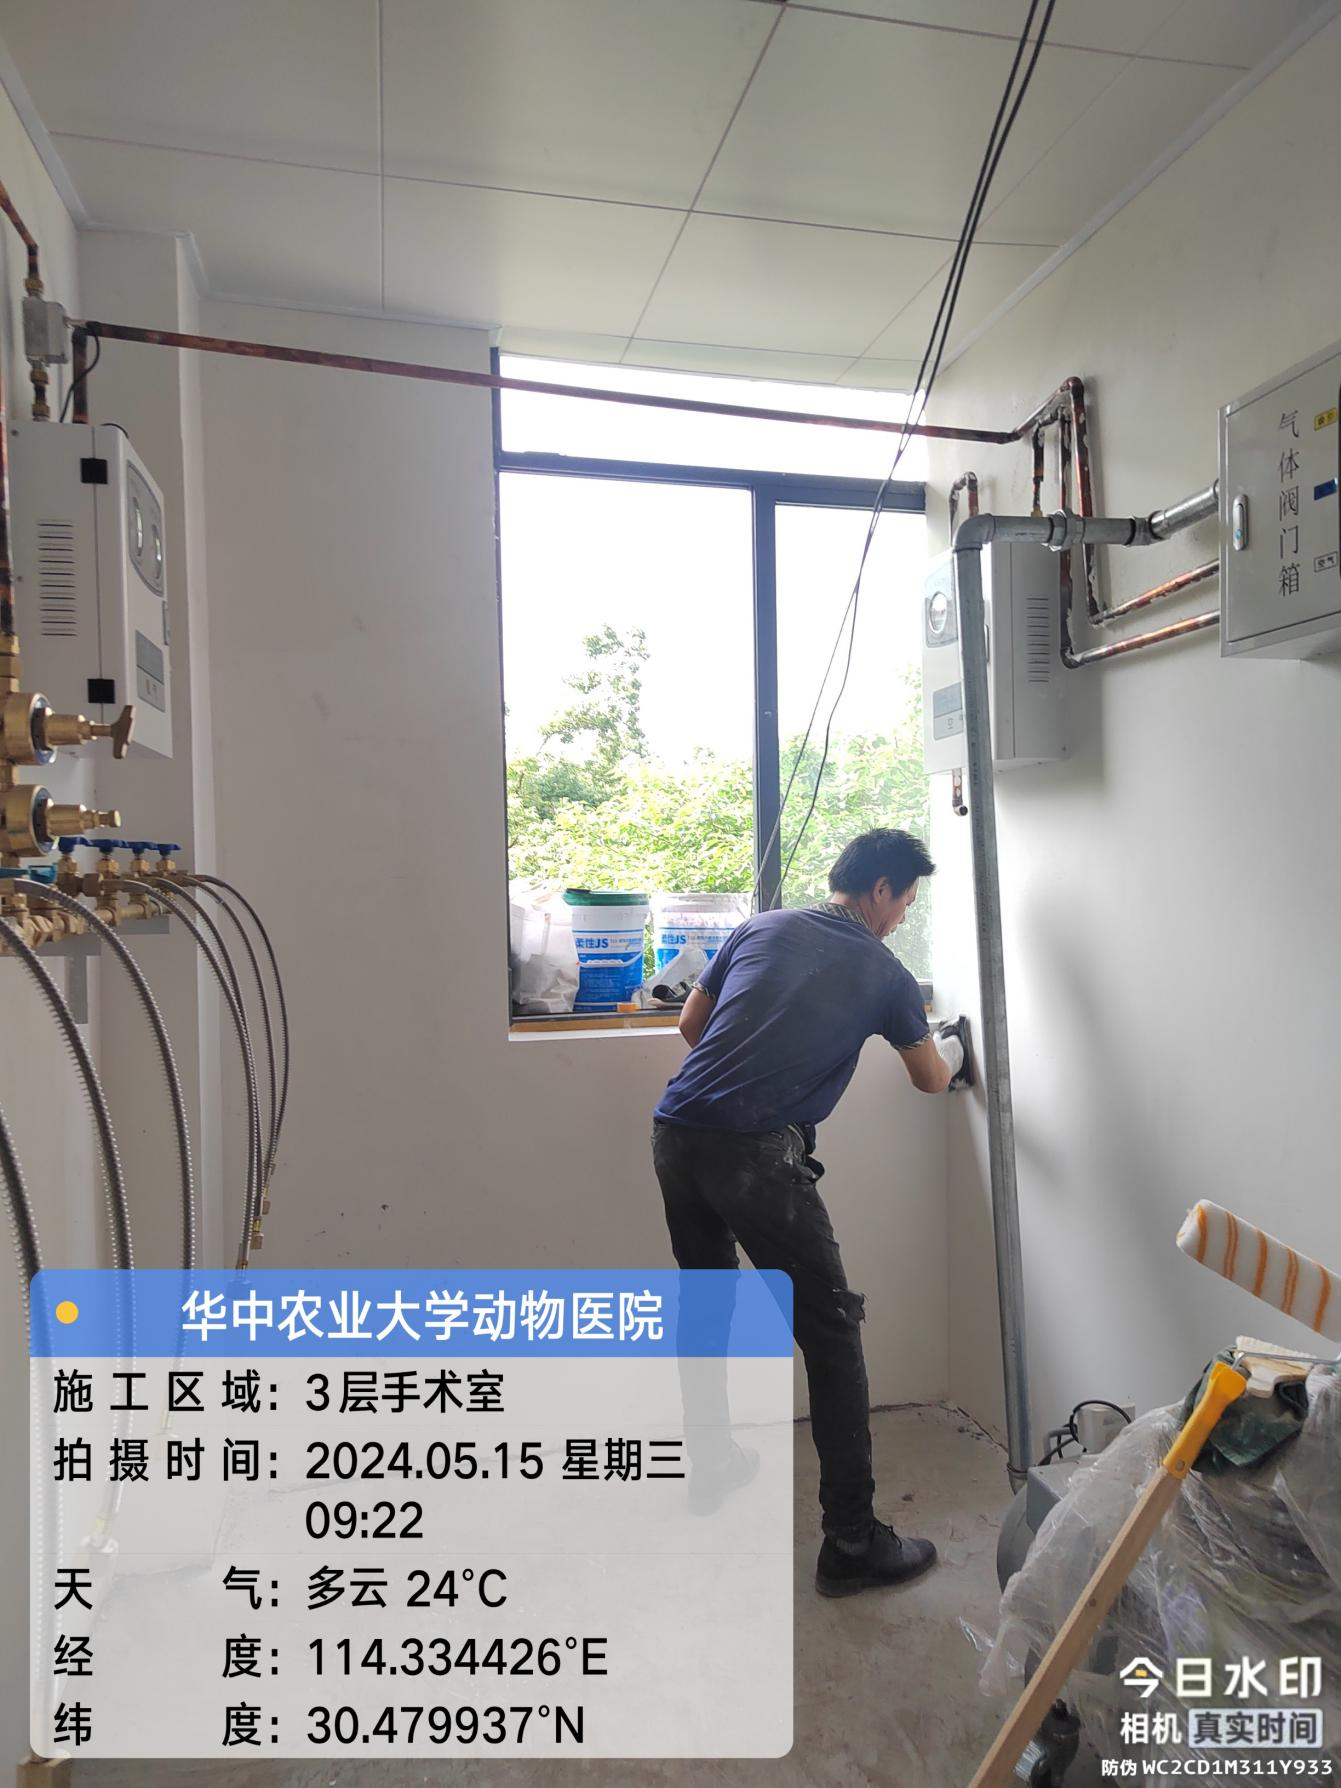 气体阀门箱
空气
柔性JS
柔性JS
华中农业大学动物医院
施工区域：3层手术室
拍摄时间：2024.05.15 星期三
09:22
天气：多云 24°C
经度：114.334426°E
纬度：30.479937°N
今日水印
相机 真实时间
防伪 WC2CD1M311Y933